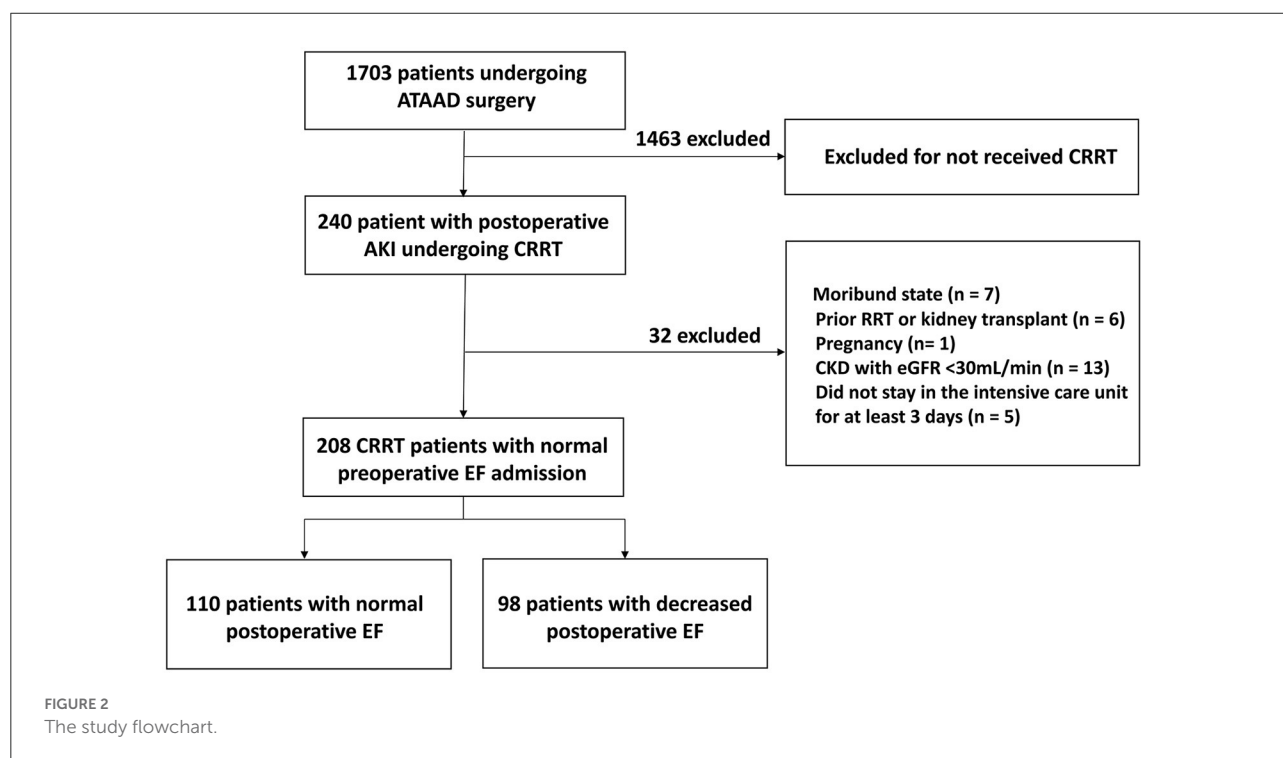 1703 patients undergoing
ATAAD surgery
1463 excluded
Excluded for not received CRRT
240 patient with postoperative
AKI undergoing CRRT
32 excluded
Moribund state (n = 7)
Prior RRT or kidney transplant (n = 6)
Pregnancy (n= 1)
CKD with eGFR <30mL/min (n = 13)
Did not stay in the intensive care unit
for at least 3 days (n = 5)
208 CRRT patients with normal
preoperative EF admission
110 patients with normal
postoperative EF
98 patients with decreased
postoperative EF
FIGURE 2
The study flowchart.